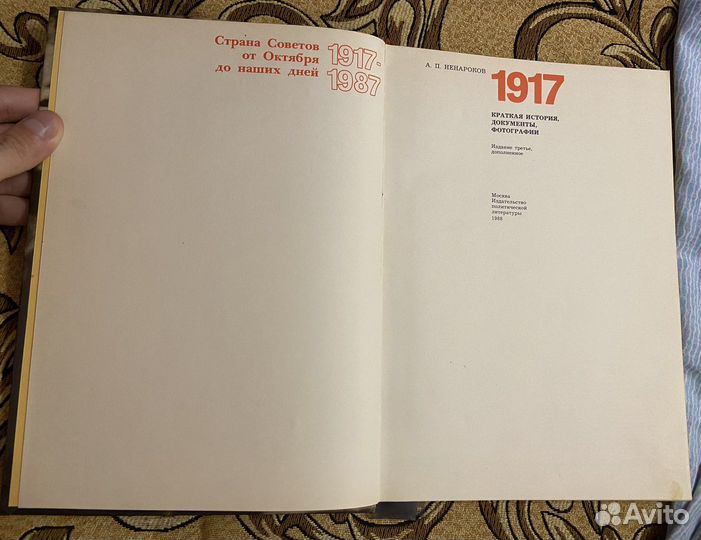 Страна Советов
от Октября
до наших дней
1917-
1987
А. П. НЕНАРОКОВ
1917
КРАТКАЯ ИСТОРИЯ,
ДОКУМЕНТЫ,
ФОТОГРАФИИ
Издание третье,
дополненное
Москва
Издательство
политической
литературы
1988
Avito